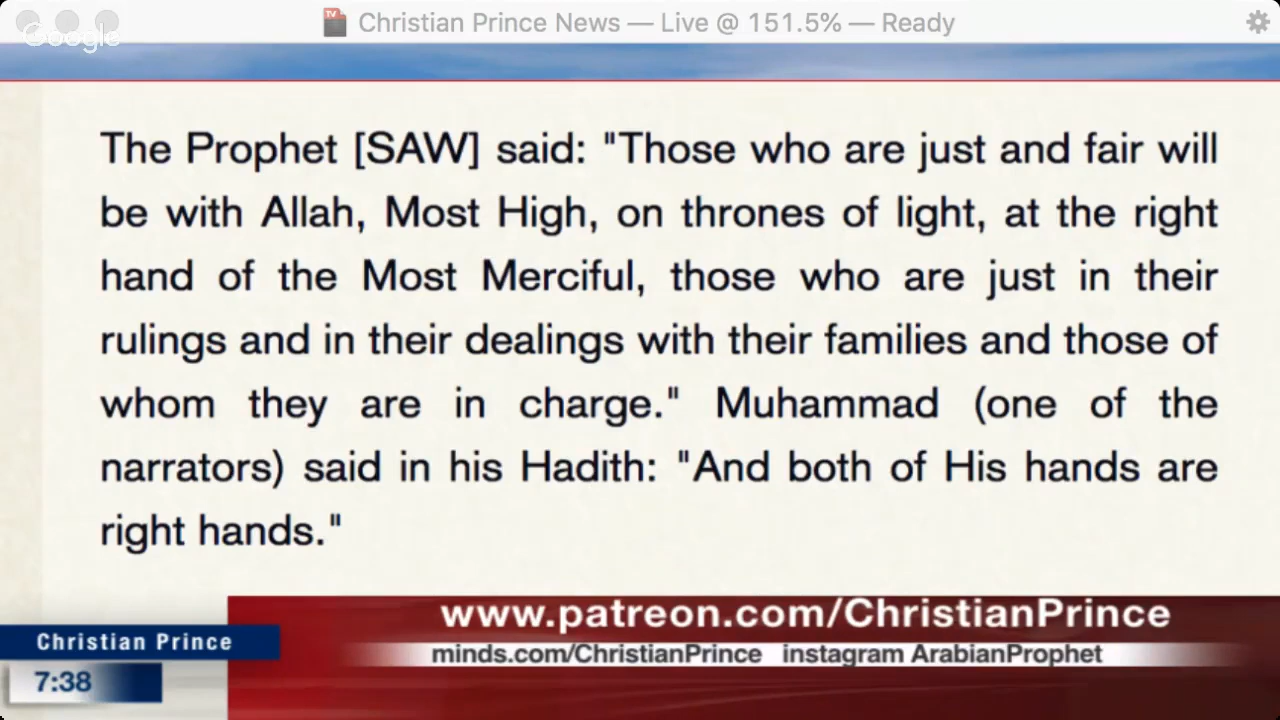 Google
Christian Prince News — Live @ 151.5% — Ready
The Prophet [SAW] said: "Those who are just and fair will
be with Allah, Most High, on thrones of light, at the right
hand of the Most Merciful, those who are just in their
rulings and in their dealings with their families and those of
whom they are in charge." Muhammad (one of the
narrators) said in his Hadith: "And both of His hands are
right hands."
www.patreon.com/ChristianPrince
Christian Prince
minds.com/ChristianPrince instagram ArabianProphet
7:38